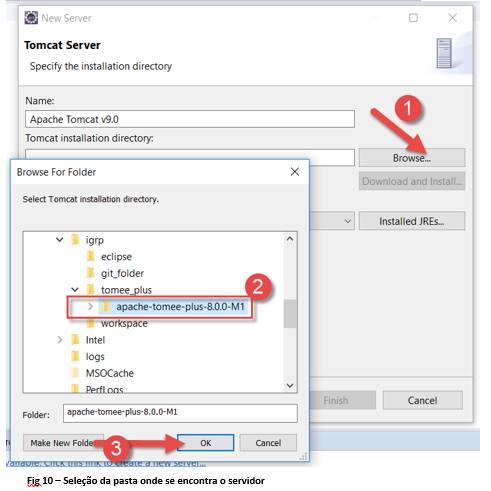 New Server
Tomcat Server
Specify the installation directory
Name:
Apache Tomcat v9.0
Tomcat installation directory:
1
Browse...
Download and Install...
Installed JREs...
Browse For Folder
Select Tomcat installation directory.
igrp
eclipse
git_folder
tomee_plus
2
apache-tomee-plus-8.0.0-M1
workspace
Intel
logs
MSOCache
PerfLogs
Folder:
apache-tomee-plus-8.0.0-M1
Make New Folder
3
OK
Cancel
Finish
Cancel
available. Click this link to create a new server...
Fig 10 – Seleção da pasta onde se encontra o servidor